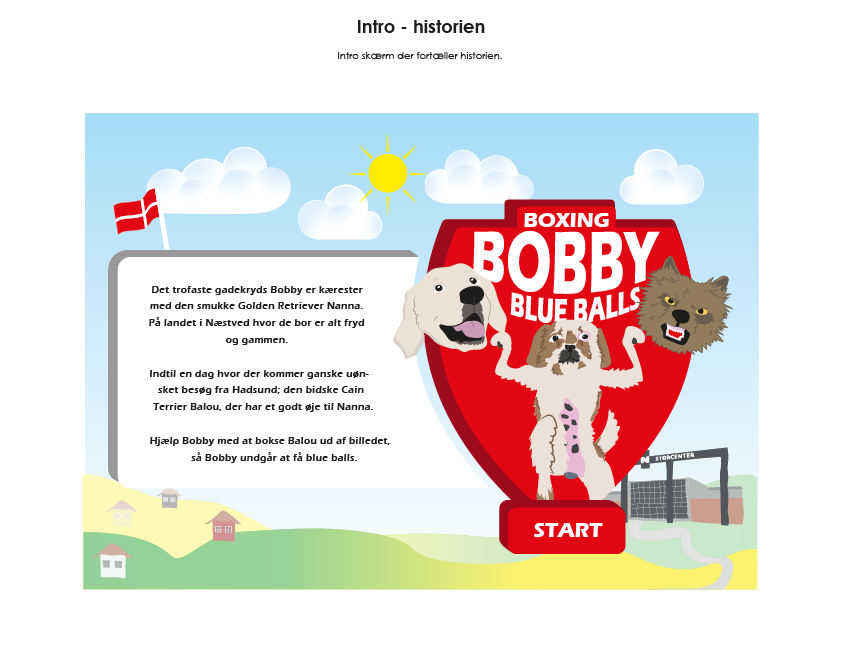 Intro - historien
Intro skærm der fortæller historien.
BOXING
BOBBY
BLUE BALLS
Det trofaste gadekryds Bobby er kærester
med den smukke Golden Retriever Nanna.
På landet i Næstved hvor de bor er alt fryd
og gammen.
Indtil en dag hvor der kommer ganske uøn-
sket besøg fra Hadsund; den bidske Cain
Terrier Balou, der har et godt øje til Nanna.
Hjælp Bobby med at bokse Balou ud af billedet,
så Bobby undgår at få blue balls.
N STORCENTER
START